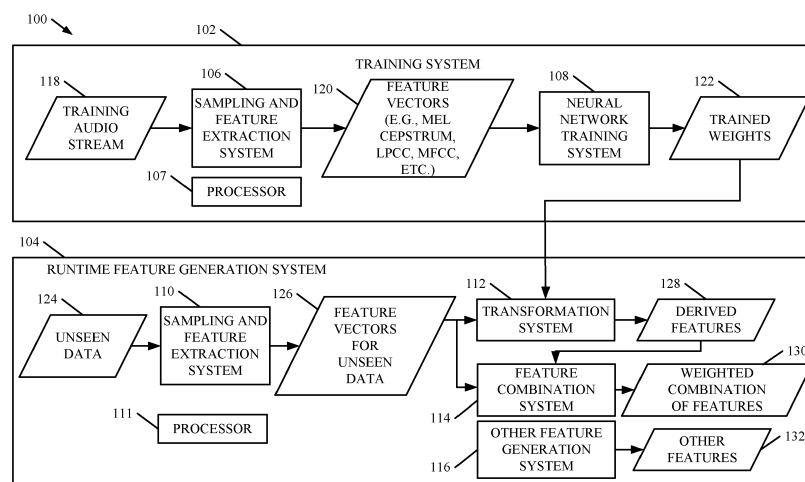 100
102
TRAINING SYSTEM
118
TRAINING
AUDIO
STREAM
106
SAMPLING AND
FEATURE
EXTRACTION
SYSTEM
107
PROCESSOR
120
FEATURE
VECTORS
(E.G., MEL
CEPSTRUM,
LPCC, MFCC,
ETC.)
108
NEURAL
NETWORK
TRAINING
SYSTEM
122
TRAINED
WEIGHTS
104
RUNTIME FEATURE GENERATION SYSTEM
124
UNSEEN
DATA
110
SAMPLING AND
FEATURE
EXTRACTION
SYSTEM
111
PROCESSOR
126
FEATURE
VECTORS
FOR
UNSEEN
DATA
112
TRANSFORMATION
SYSTEM
128
DERIVED
FEATURES
FEATURE
COMBINATION
SYSTEM
114
130
WEIGHTED
COMBINATION
OF FEATURES
OTHER FEATURE
GENERATION
SYSTEM
116
OTHER
FEATURES
132